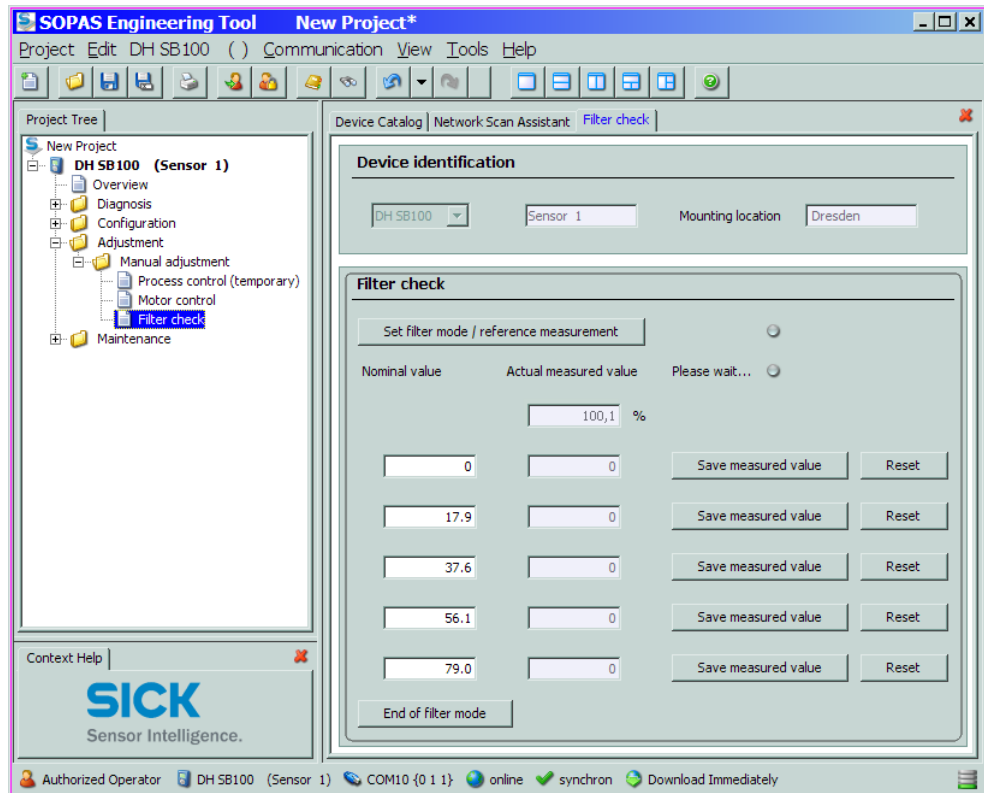 SOPAS Engineering Tool New Project*
Project Edit DH SB100 ( ) Communication View Tools Help
Project Tree
New Project
DH SB100 (Sensor 1)
Overview
Diagnosis
Configuration
Adjustment
Manual adjustment
Process control (temporary)
Motor control
Filter check
Maintenance
Context Help
SICK
Sensor Intelligence.
Device Catalog Network Scan Assistant Filter check
Device identification
DH SB100 Sensor 1 Mounting location Dresden
Filter check
Set filter mode / reference measurement
Nominal value Actual measured value Please wait...
100,1 %
0 0 Save measured value Reset
17.9 0 Save measured value Reset
37.6 0 Save measured value Reset
56.1 0 Save measured value Reset
79.0 0 Save measured value Reset
End of filter mode
Authorized Operator DH SB100 (Sensor 1) COM10 {0 1 1} online synchron Download Immediately